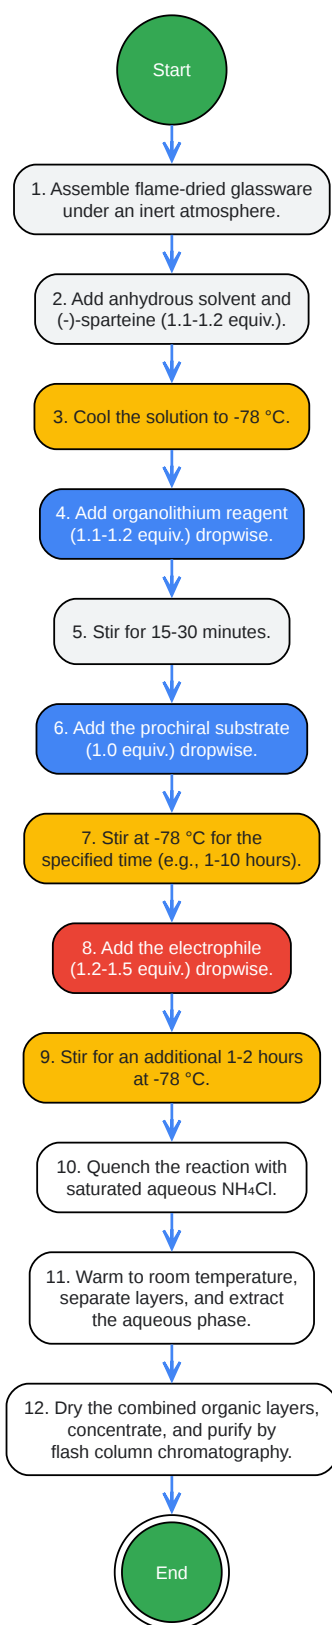 Start
1. Assemble flame-dried glassware
under an inert atmosphere.
2. Add anhydrous solvent and
(-)-sparteine (1.1-1.2 equiv.).
3. Cool the solution to -78 °C.
4. Add organolithium reagent
(1.1-1.2 equiv.) dropwise.
5. Stir for 15-30 minutes.
6. Add the prochiral substrate
(1.0 equiv.) dropwise.
7. Stir at -78 °C for the
specified time (e.g., 1-10 hours).
8. Add the electrophile
(1.2-1.5 equiv.) dropwise.
9. Stir for an additional 1-2 hours
at -78 °C.
10. Quench the reaction with
saturated aqueous NH₄Cl.
11. Warm to room temperature,
separate layers, and extract
the aqueous phase.
12. Dry the combined organic layers,
concentrate, and purify by
flash column chromatography.
End